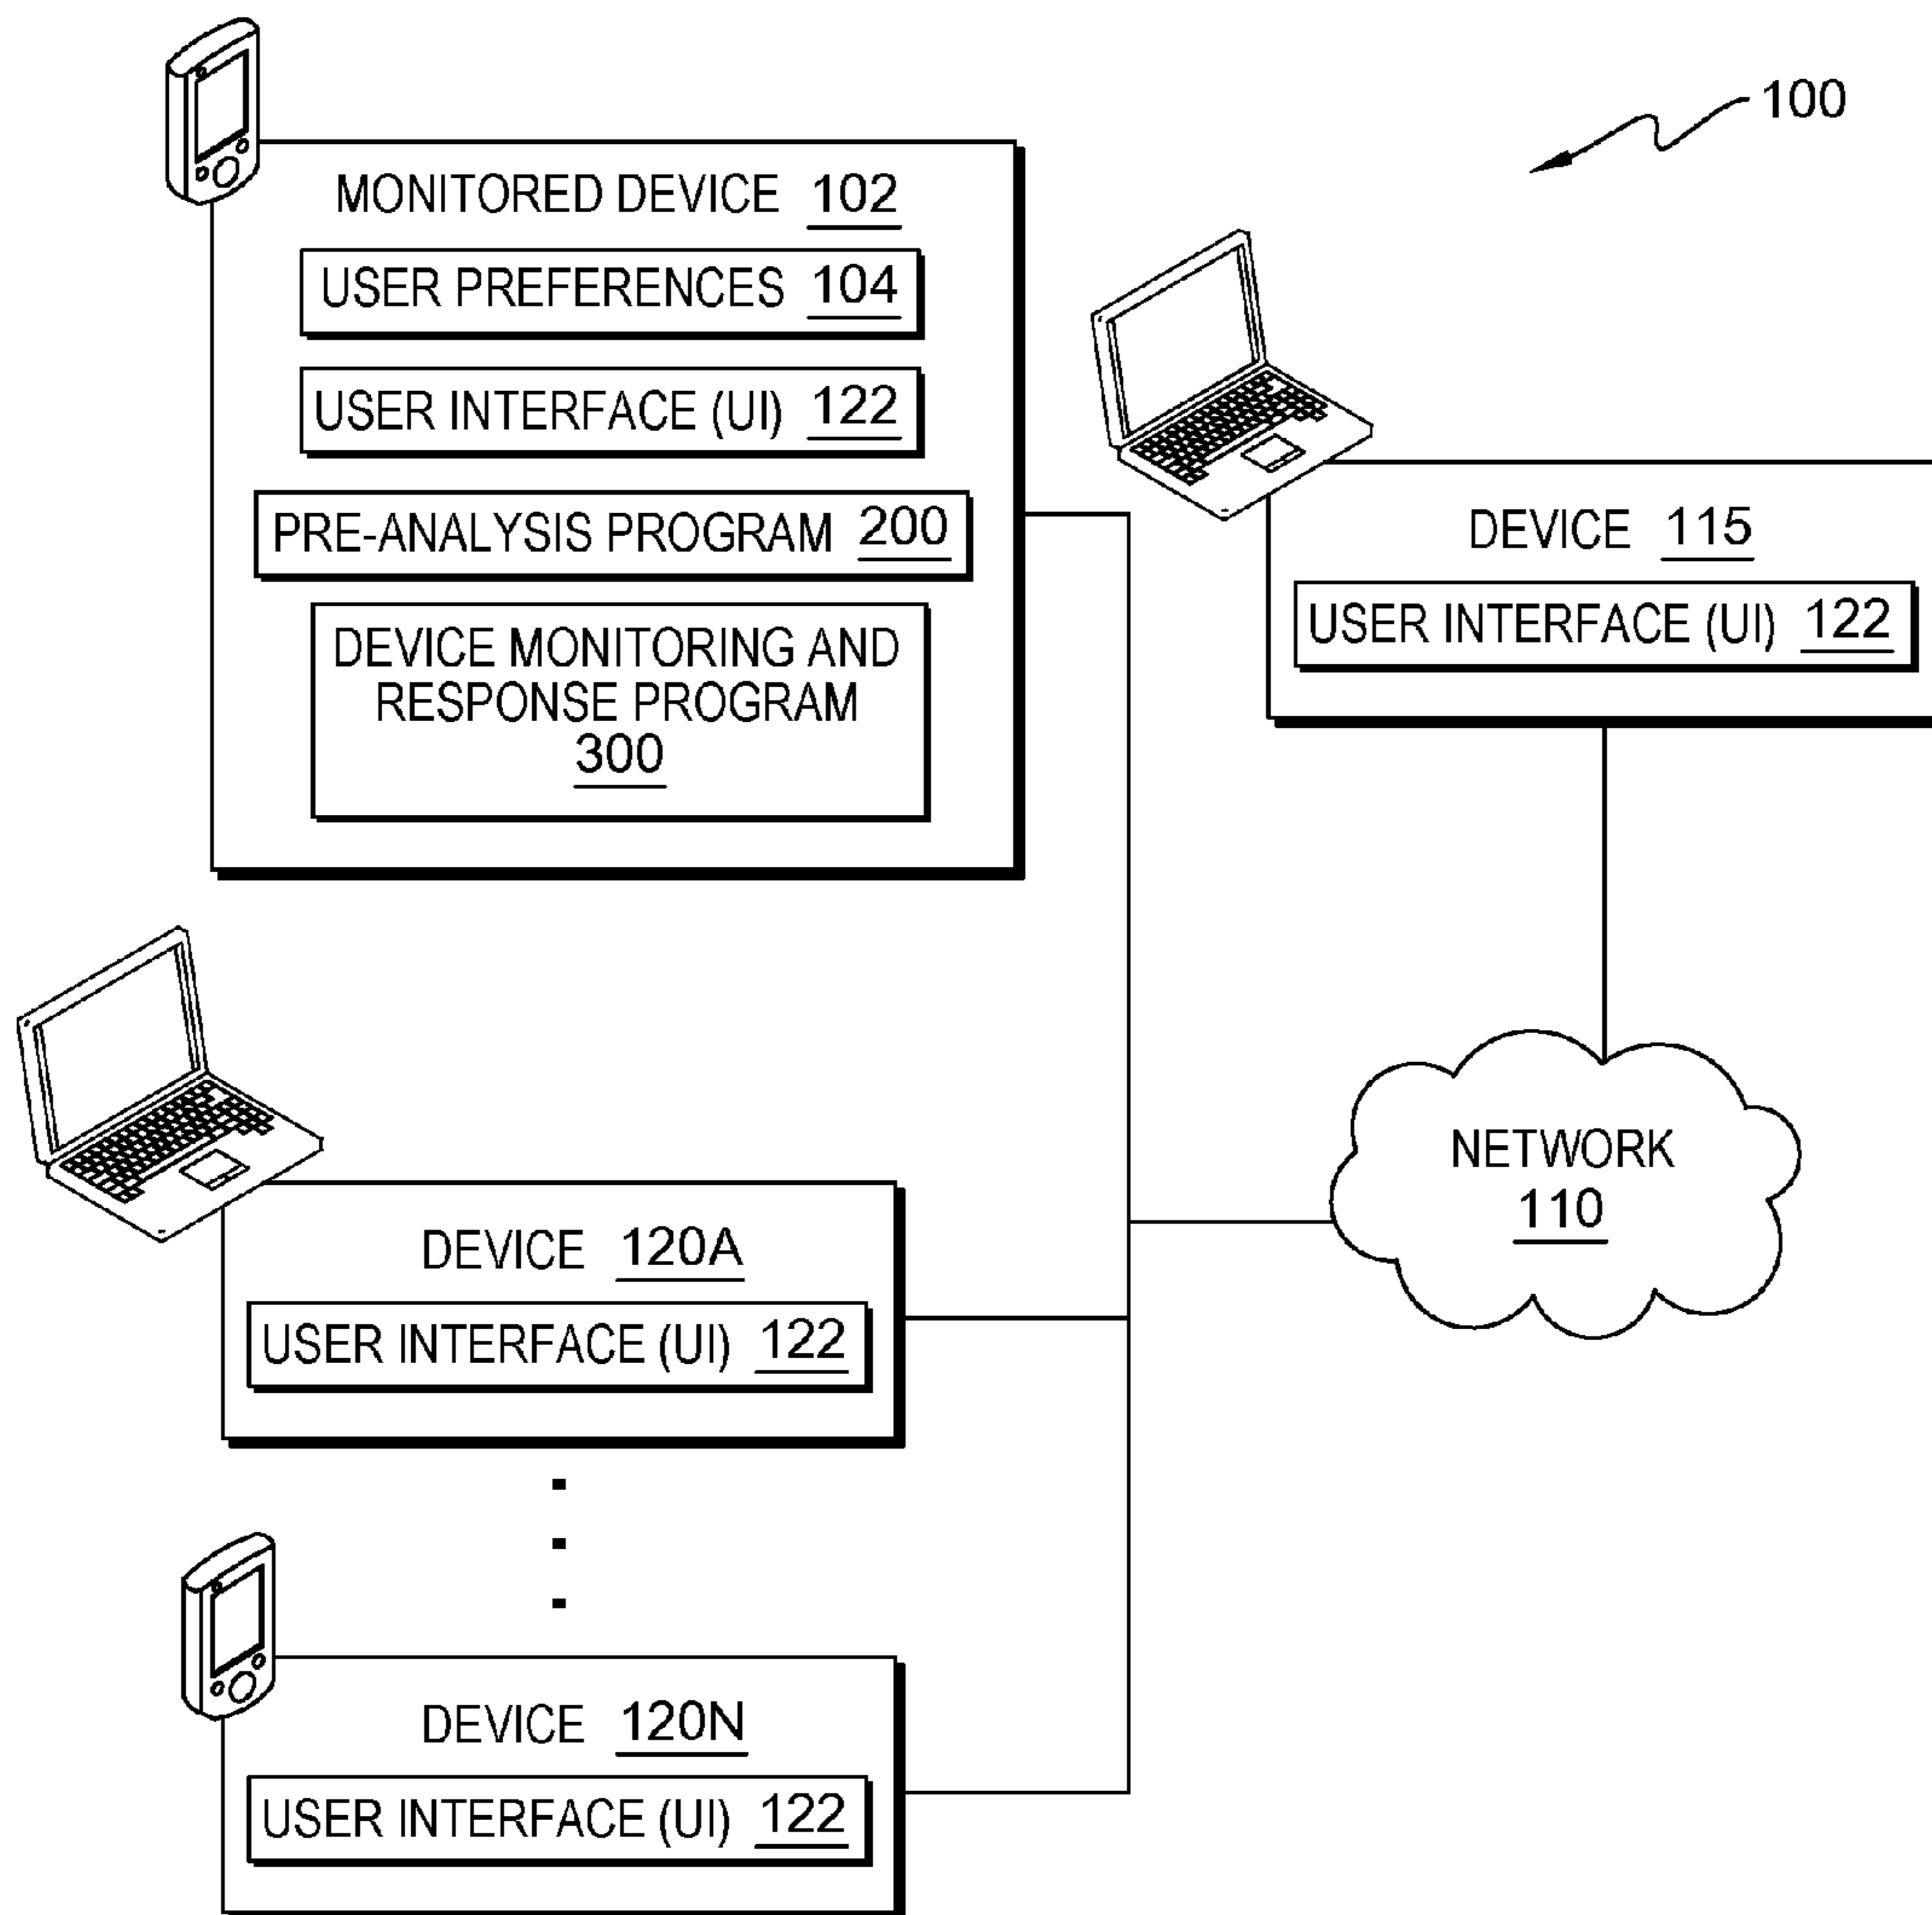 100
MONITORED DEVICE 102
USER PREFERENCES 104
USER INTERFACE (UI) 122
PRE-ANALYSIS PROGRAM 200
DEVICE MONITORING AND
RESPONSE PROGRAM
300
DEVICE 115
USER INTERFACE (UI) 122
NETWORK
110
DEVICE 120A
USER INTERFACE (UI) 122
DEVICE 120N
USER INTERFACE (UI) 122